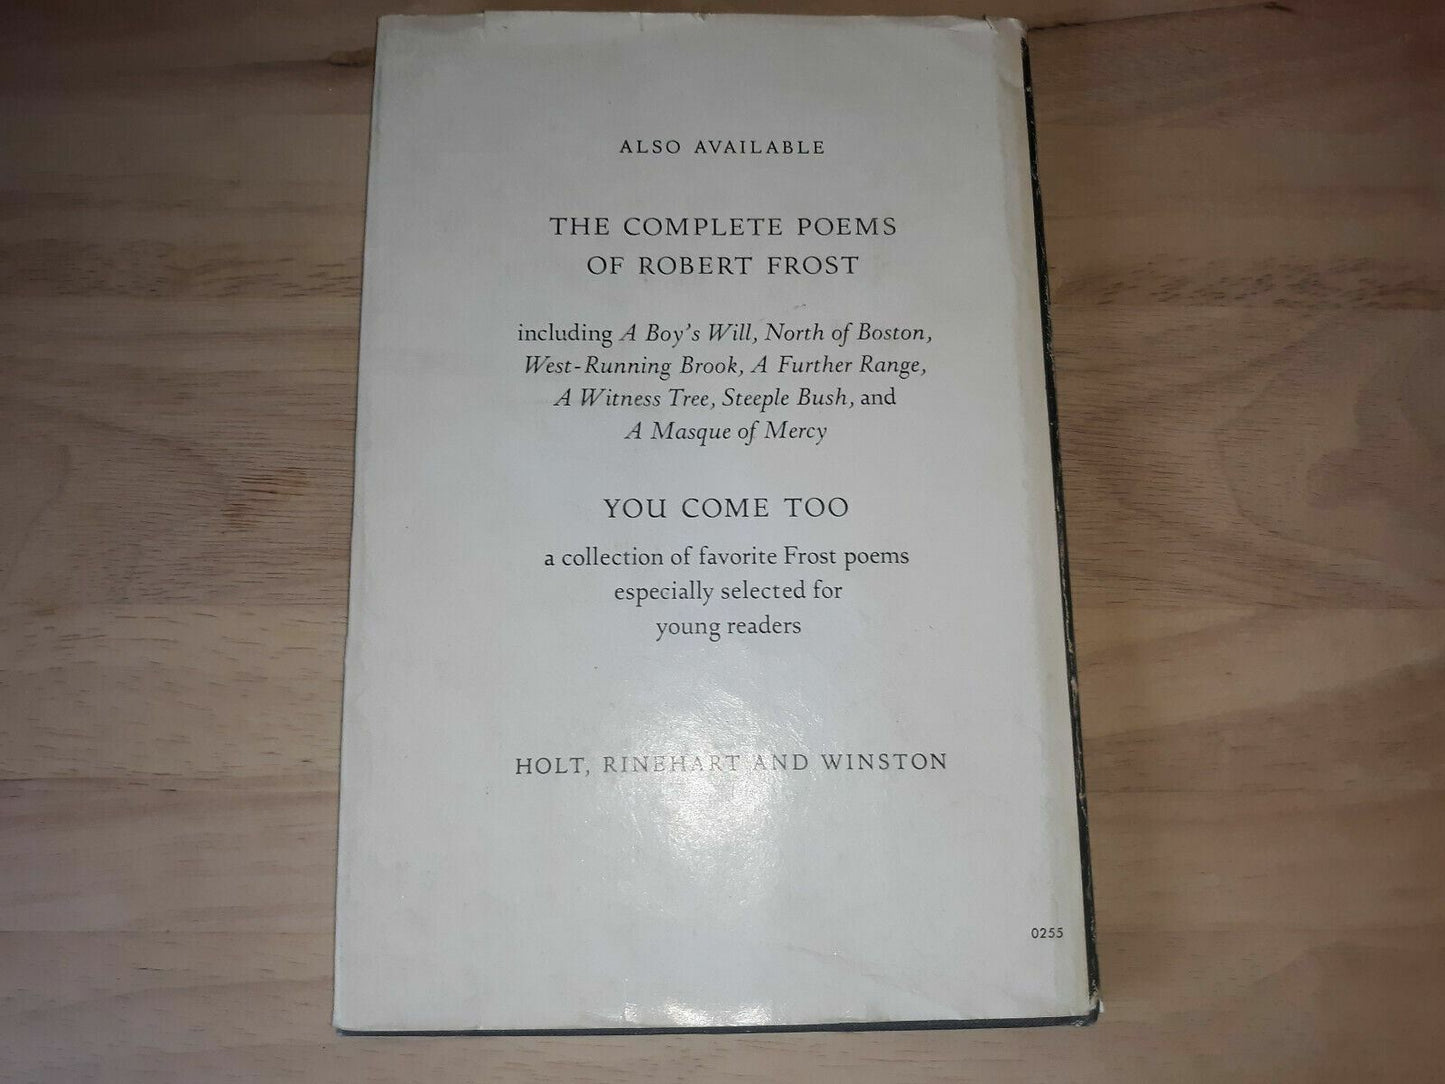 ALSO AVAILABLE
THE COMPLETE POEMS
OF ROBERT FROST
including A Boy's Will, North of Boston,
West-Running Brook, A Further Range,
A Witness Tree, Steeple Bush, and
A Masque of Mercy
YOU COME TOO
a collection of favorite Frost poems
especially selected for
young readers
HOLT, RINEHART AND WINSTON
0255